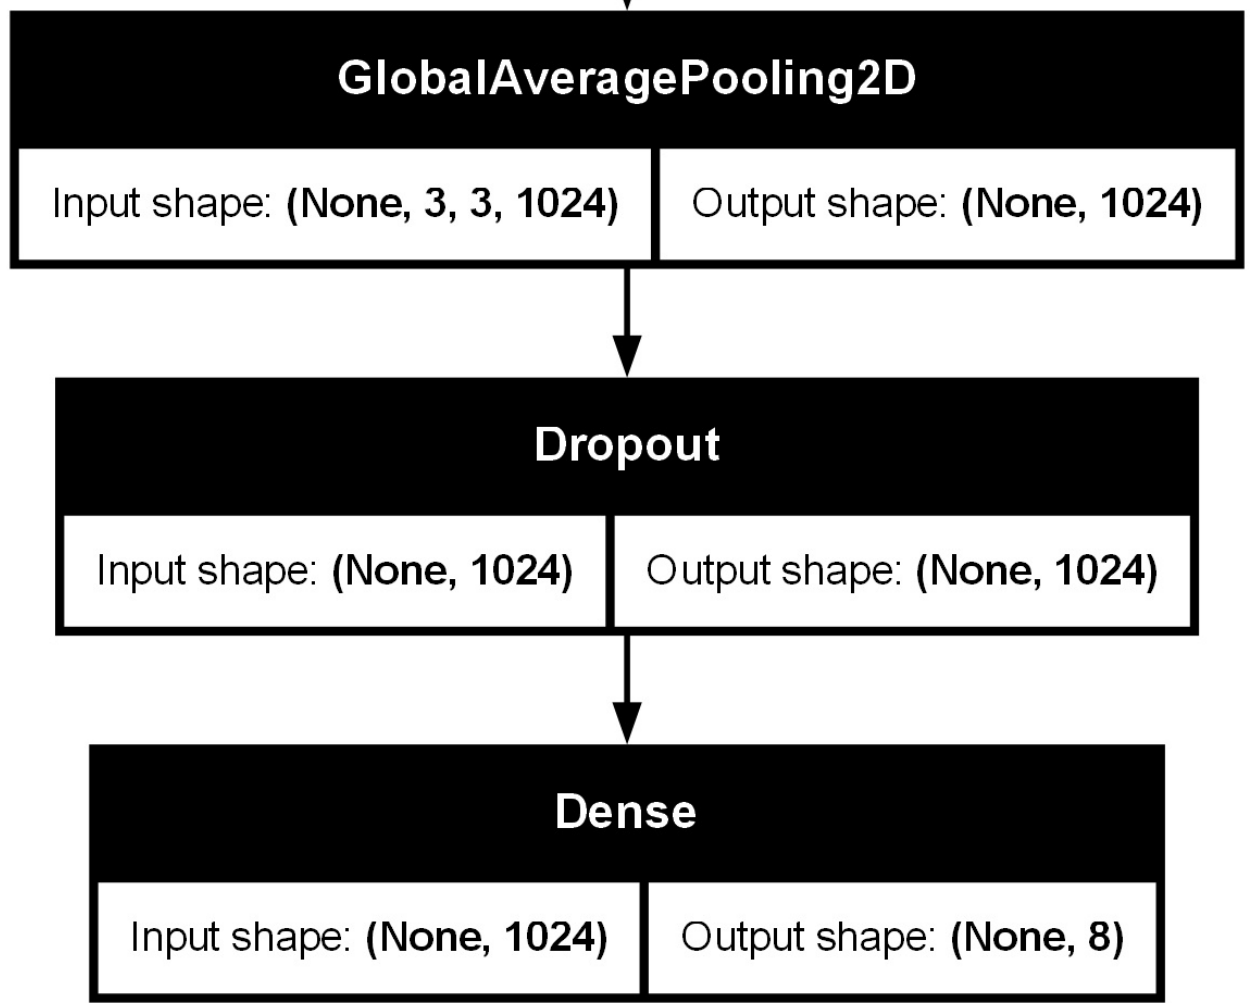 GlobalAveragePooling2D
Input shape: (None, 3, 3, 1024) Output shape: (None, 1024)
Dropout
Input shape: (None, 1024) Output shape: (None, 1024)
Dense
Input shape: (None, 1024) Output shape: (None, 8)